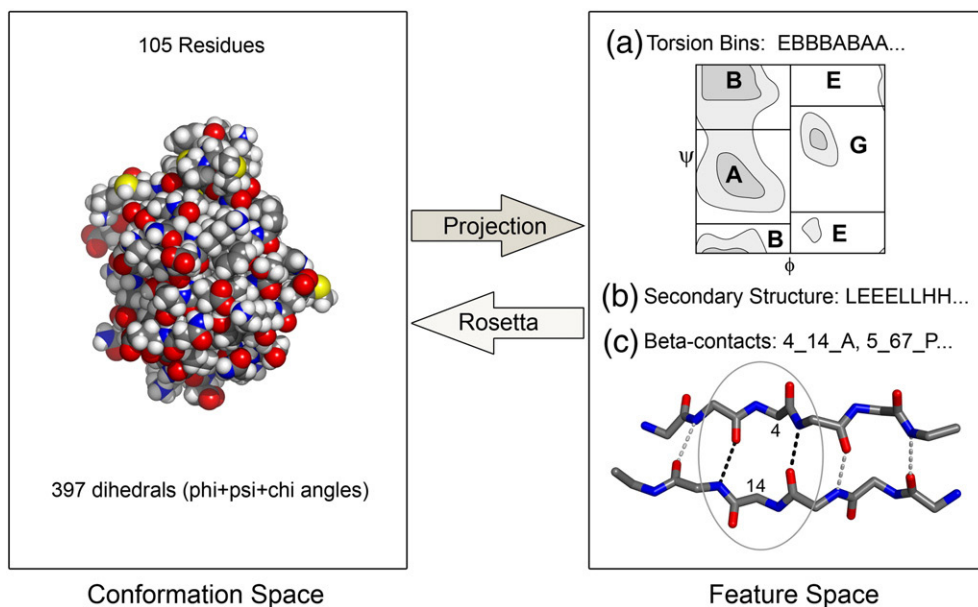 105 Residues
397 dihedrals (phi+psi+chi angles)
Conformation Space
Projection
Rosetta
(a) Torsion Bins: EBBBABAA...
B
E
G
ψ
A
B
E
ϕ
(b) Secondary Structure: LEEELLHH...
(c) Beta-contacts: 4_14_A, 5_67_P...
4
14
Feature Space